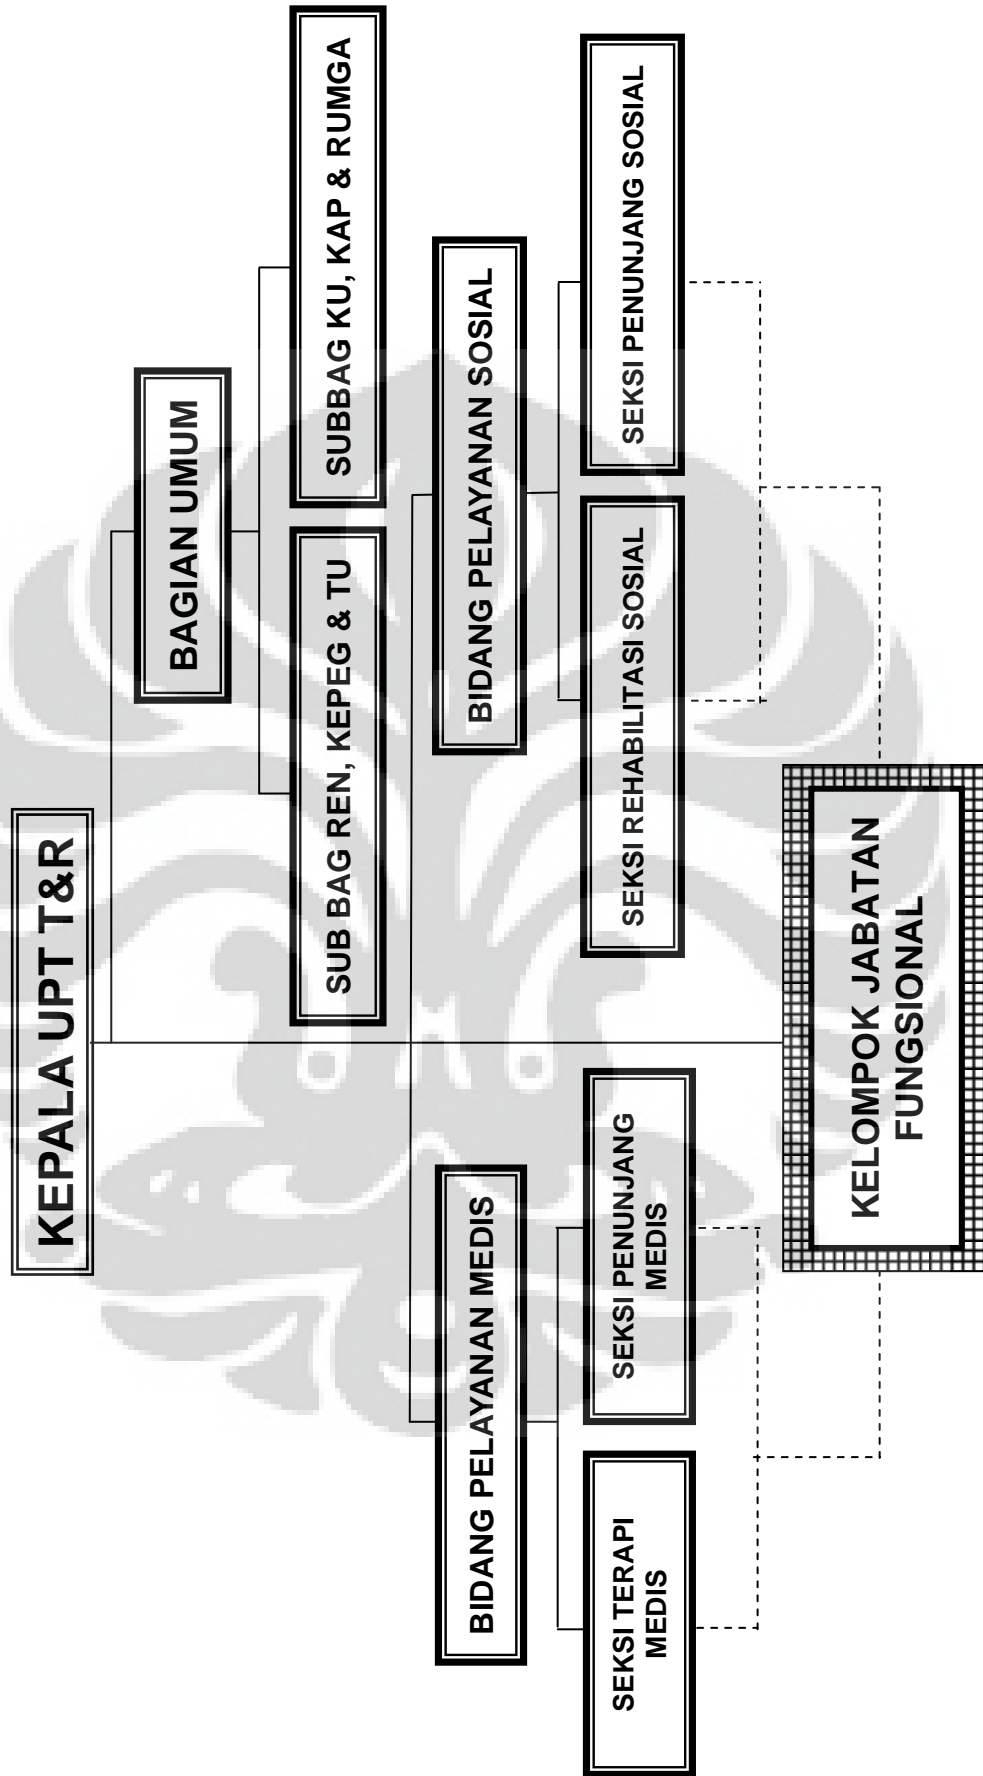 KEPALA UPT T&R
BAGIAN UMUM
SUB BAG REN, KEPEG & TU
SUBBAG KU, KAP & RUMGA
BIDANG PELAYANAN MEDIS
BIDANG PELAYANAN SOSIAL
SEKSI TERAPI
MEDIS
SEKSI PENUNJANG
MEDIS
SEKSI REHABILITASI SOSIAL
SEKSI PENUNJANG SOSIAL
KELOMPOK JABATAN
FUNGSIONAL